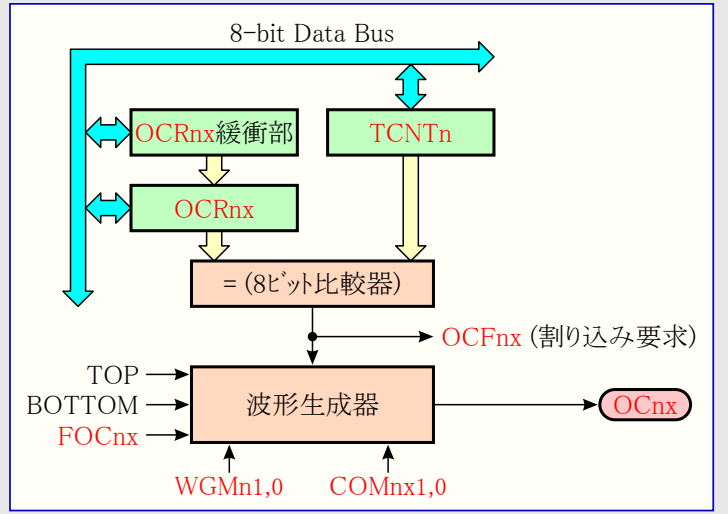 8-bit Data Bus
OCRnx緩衝部
TCNTn
OCRnx
= (8ビット比較器)
OCFnx (割り込み要求)
TOP
BOTTOM
FOCnx
波形生成器
OCnx
WGMn1,0
COMnx1,0